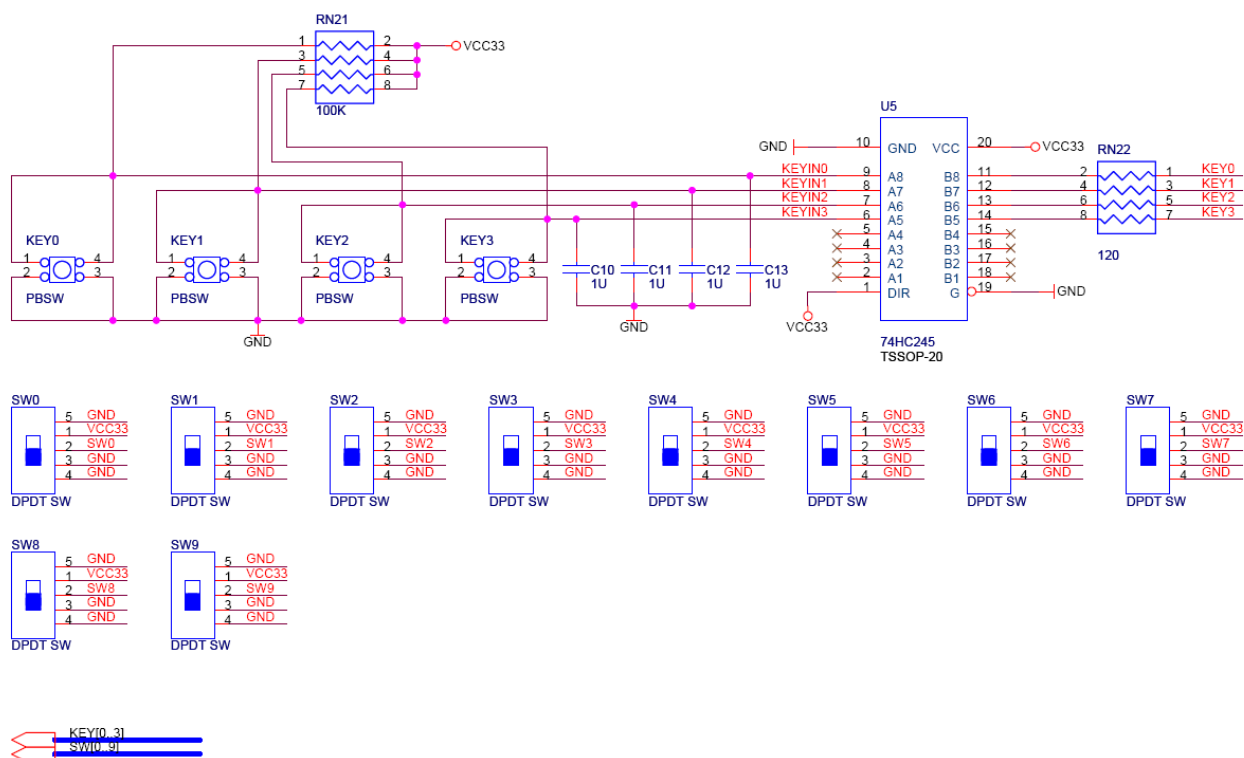 RN21
1 2 VCC33
3 4
5 6
7 8
100K
U5
GND 10 GND VCC 20 VCC33
RN22
KEYIN0 9 A8 B8 11 2 1 KEY0
KEYIN1 8 A7 B7 12 4 3 KEY1
KEYIN2 7 A6 B6 13 6 5 KEY2
KEYIN3 6 A5 B5 14 8 7 KEY3
5 A4 B4 15
4 A3 B3 16
3 A2 B2 17
2 A1 B1 18
1 DIR G 19 GND
120
VCC33
74HC245
TSSOP-20
KEY0 KEY1 KEY2 KEY3
1 4 1 4 1 4 1 4
2 3 2 3 2 3 2 3
PBSW PBSW PBSW PBSW
C10 C11 C12 C13
1U 1U 1U 1U
GND GND
SW0 SW1 SW2 SW3 SW4 SW5 SW6 SW7
5 GND 5 GND 5 GND 5 GND 5 GND 5 GND 5 GND 5 GND
1 VCC33 1 VCC33 1 VCC33 1 VCC33 1 VCC33 1 VCC33 1 VCC33 1 VCC33
2 SW0 2 SW1 2 SW2 2 SW3 2 SW4 2 SW5 2 SW6 2 SW7
3 GND 3 GND 3 GND 3 GND 3 GND 3 GND 3 GND 3 GND
4 GND 4 GND 4 GND 4 GND 4 GND 4 GND 4 GND 4 GND
DPDT SW DPDT SW DPDT SW DPDT SW DPDT SW DPDT SW DPDT SW DPDT SW
SW8 SW9
5 GND 5 GND
1 VCC33 1 VCC33
2 SW8 2 SW9
3 GND 3 GND
4 GND 4 GND
DPDT SW DPDT SW
KEY[0..3]
SW[0..9]